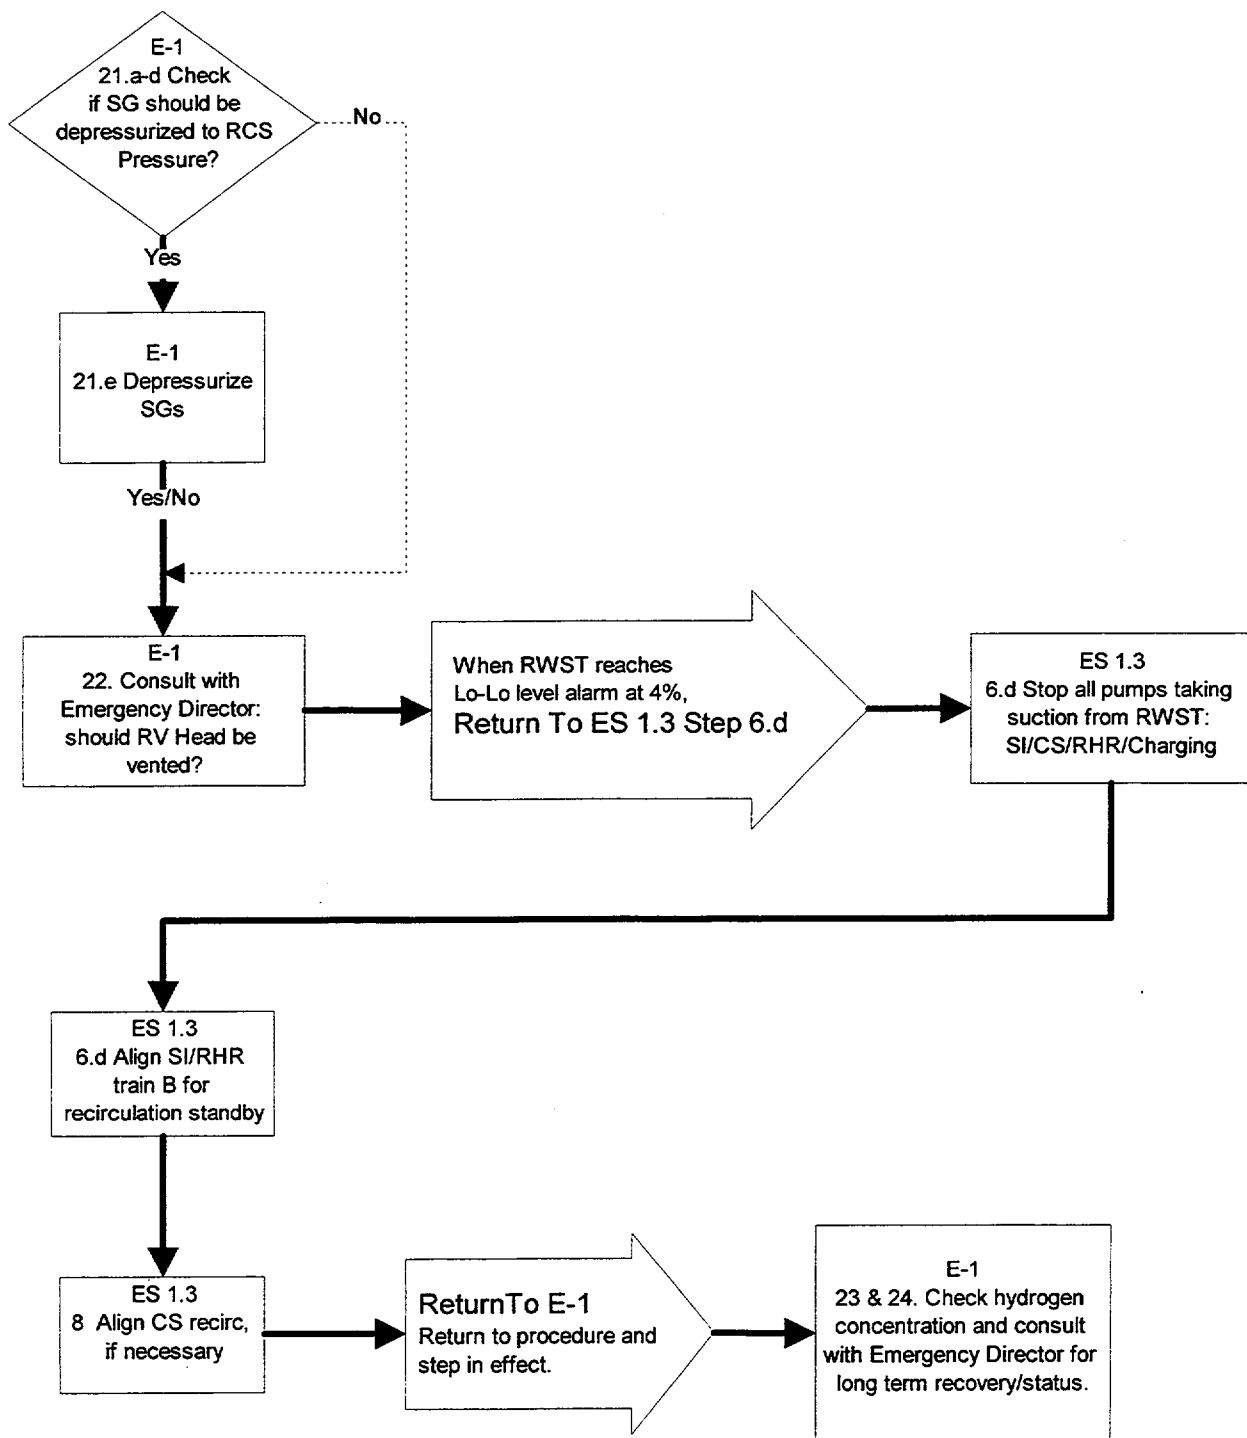 E-1
21.a-d Check
if SG should be
depressurized to RCS
Pressure?
No
Yes
E-1
21.e Depressurize
SGs
Yes/No
E-1
22. Consult with
Emergency Director:
should RV Head be
vented?
When RWST reaches
Lo-Lo level alarm at 4%,
Return To ES 1.3 Step 6.d
ES 1.3
6.d Stop all pumps taking
suction from RWST:
SI/CS/RHR/Charging
ES 1.3
6.d Align SI/RHR
train B for
recirculation standby
ES 1.3
8 Align CS recirc,
if necessary
ReturnTo E-1
Return to procedure and
step in effect.
E-1
23 & 24. Check hydrogen
concentration and consult
with Emergency Director for
long term recovery/status.